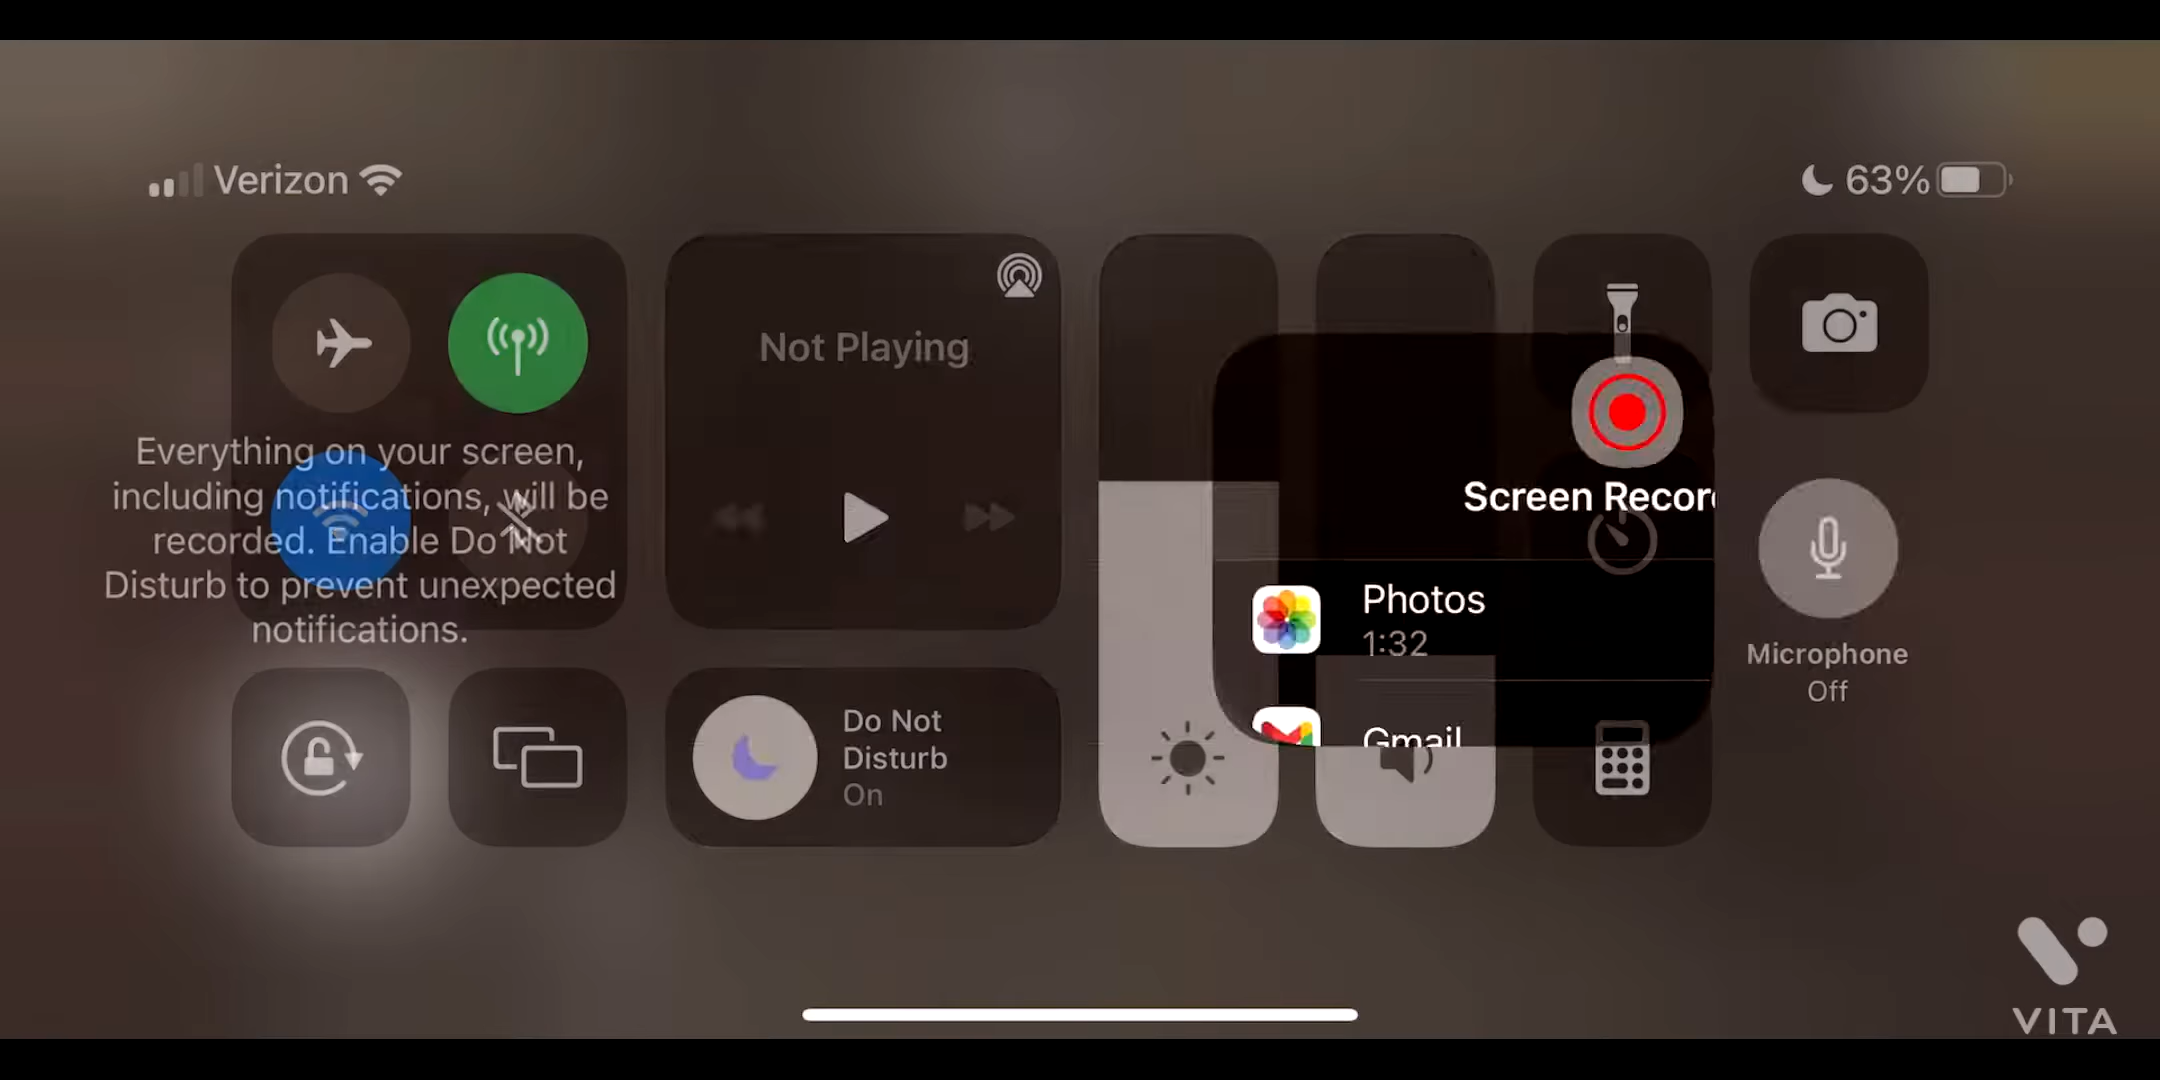 Verizon
63%
Not Playing
Everything on your screen,
including notifications, will be
recorded. Enable Do Not
Disturb to prevent unexpected
notifications.
Screen Recor
Photos
1:32
Gmail
Microphone
Off
Do Not
Disturb
On
VITA